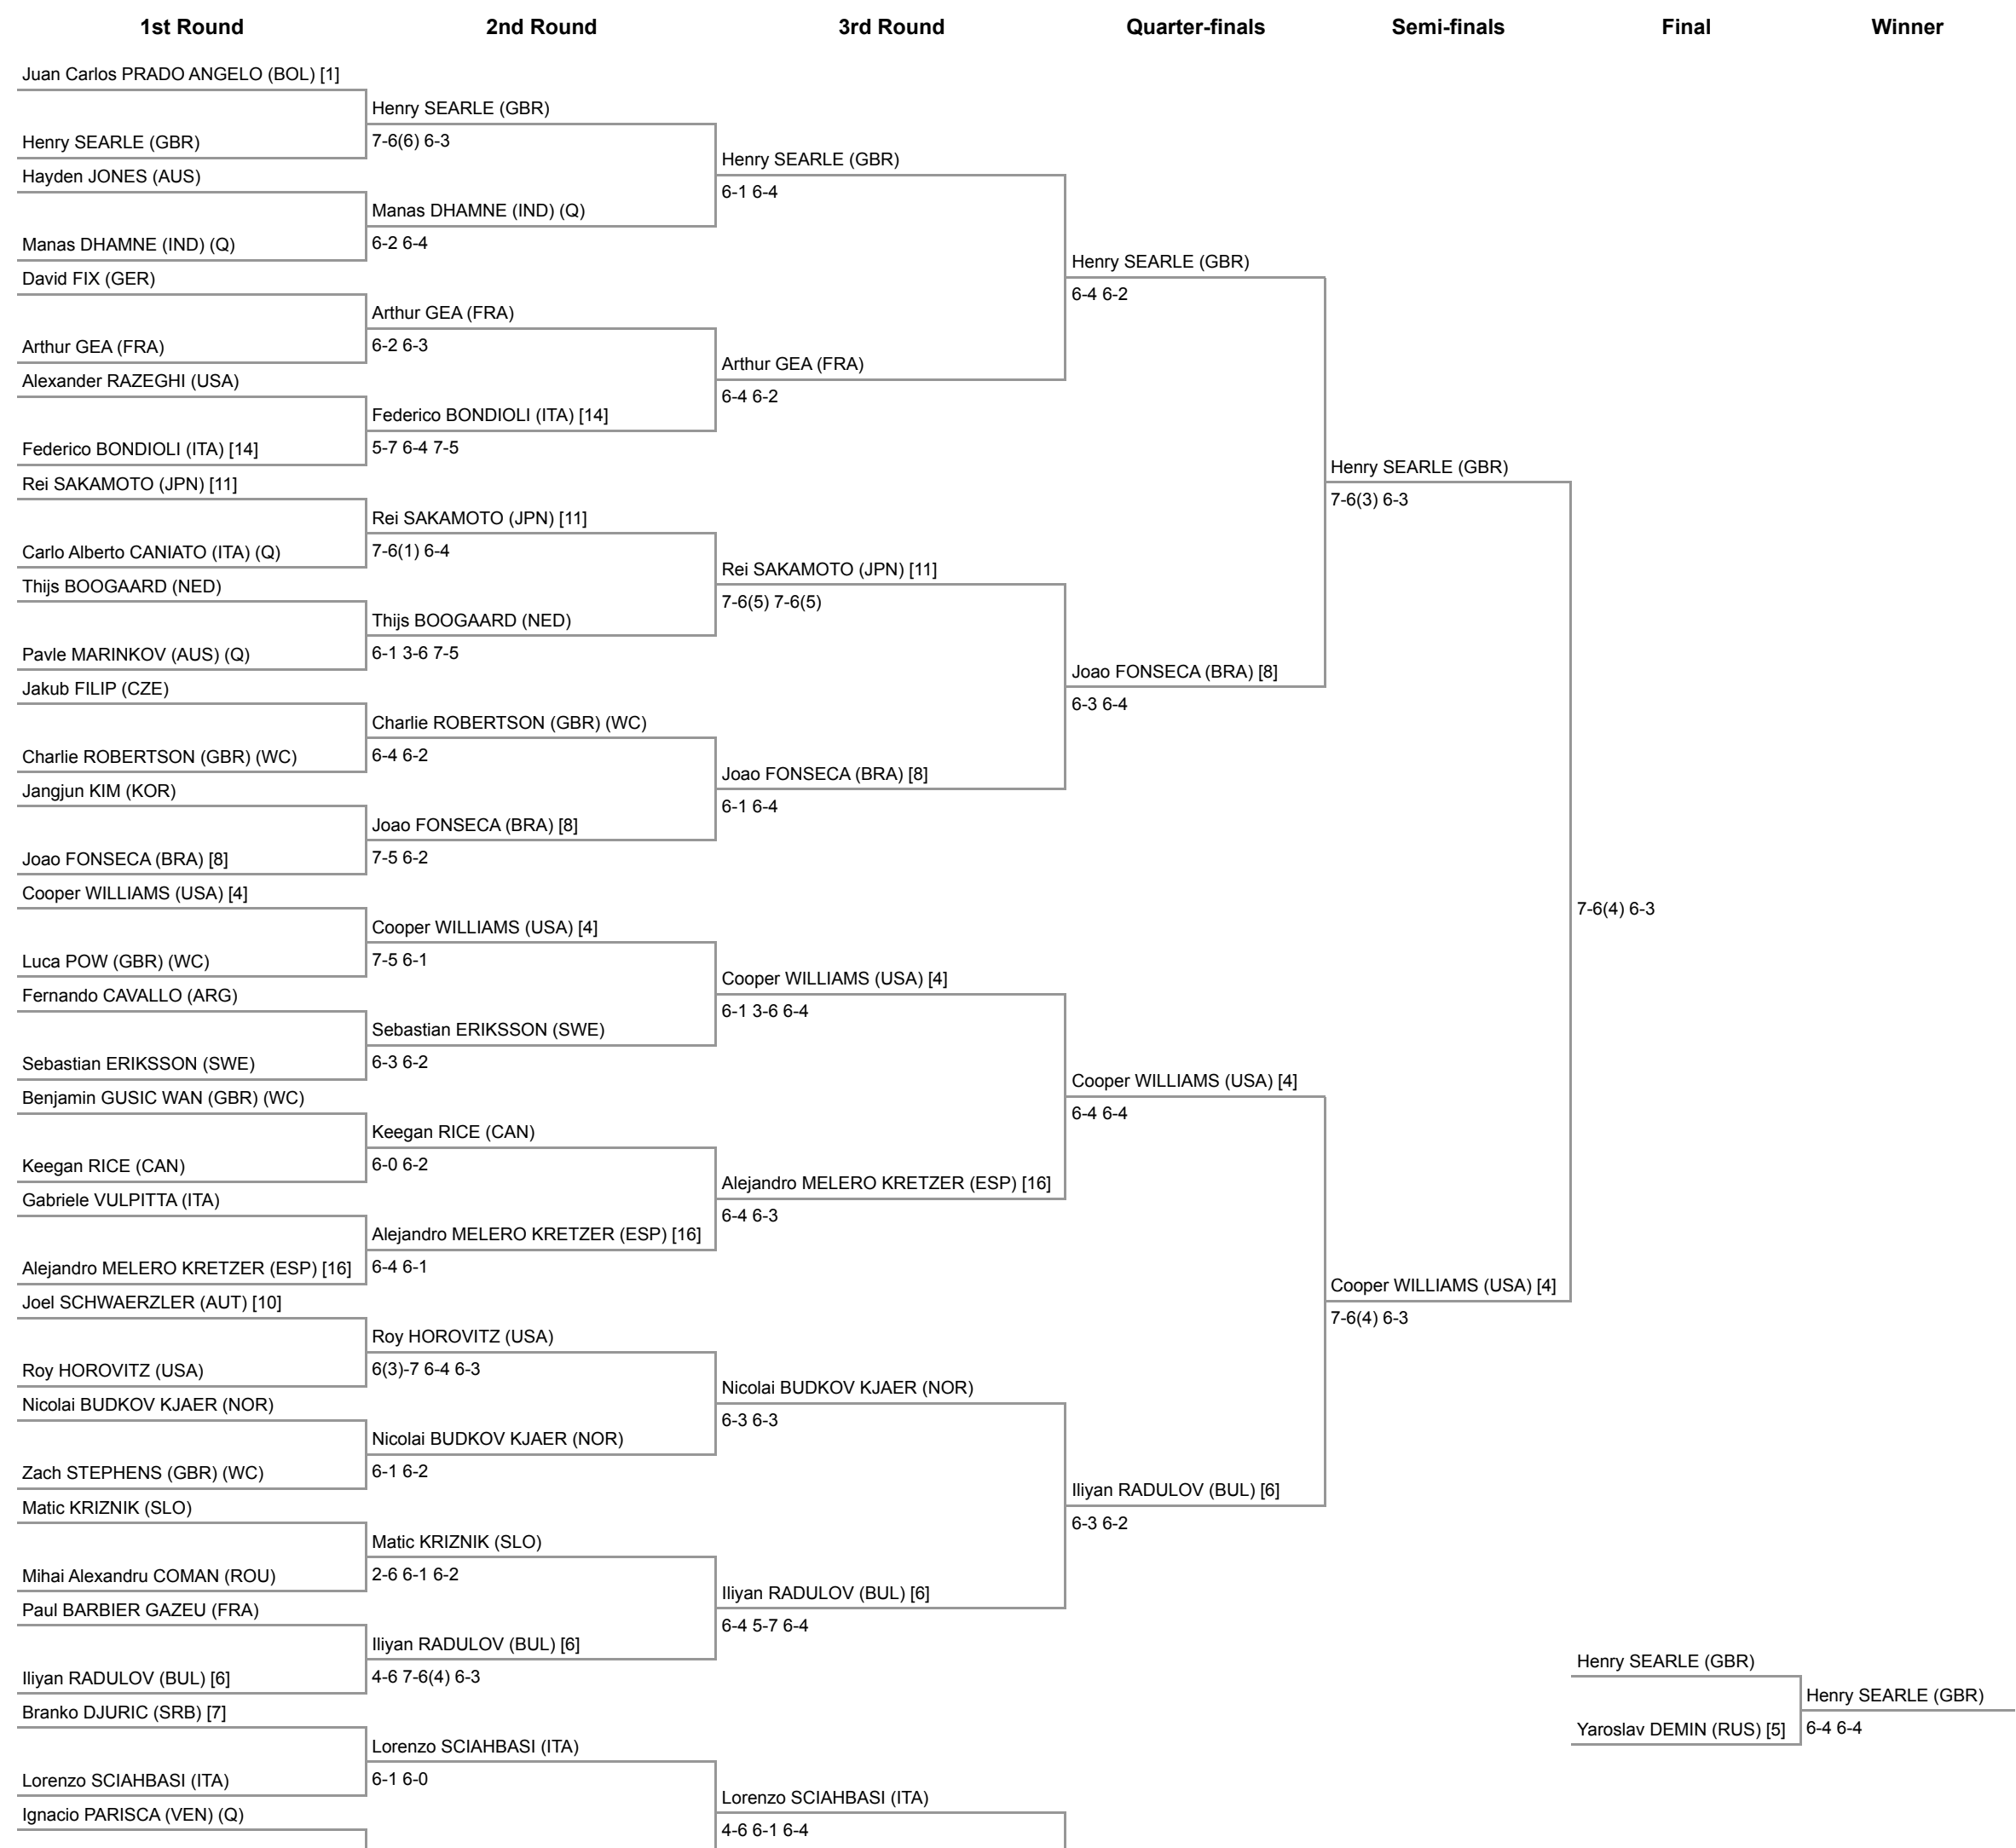 1st Round
2nd Round
3rd Round
Quarter-finals
Semi-finals
Final
Winner
Juan Carlos PRADO ANGELO (BOL) [1]
Henry SEARLE (GBR)
Hayden JONES (AUS)
Manas DHAMNE (IND) (Q)
David FIX (GER)
Arthur GEA (FRA)
Alexander RAZEGHI (USA)
Federico BONDIOLI (ITA) [14]
Rei SAKAMOTO (JPN) [11]
Carlo Alberto CANIATO (ITA) (Q)
Thijs BOOGAARD (NED)
Pavle MARINKOV (AUS) (Q)
Jakub FILIP (CZE)
Charlie ROBERTSON (GBR) (WC)
Jangjun KIM (KOR)
Joao FONSECA (BRA) [8]
Cooper WILLIAMS (USA) [4]
Luca POW (GBR) (WC)
Fernando CAVALLO (ARG)
Sebastian ERIKSSON (SWE)
Benjamin GUSIC WAN (GBR) (WC)
Keegan RICE (CAN)
Gabriele VULPITTA (ITA)
Alejandro MELERO KRETZER (ESP) [16]
Joel SCHWAERZLER (AUT) [10]
Roy HOROVITZ (USA)
Nicolai BUDKOV KJAER (NOR)
Zach STEPHENS (GBR) (WC)
Matic KRIZNIK (SLO)
Mihai Alexandru COMAN (ROU)
Paul BARBIER GAZEU (FRA)
Iliyan RADULOV (BUL) [6]
Branko DJURIC (SRB) [7]
Lorenzo SCIAHBASI (ITA)
Ignacio PARISCA (VEN) (Q)
Henry SEARLE (GBR)
7-6(6) 6-3
Manas DHAMNE (IND) (Q)
6-2 6-4
Arthur GEA (FRA)
6-2 6-3
Federico BONDIOLI (ITA) [14]
5-7 6-4 7-5
Rei SAKAMOTO (JPN) [11]
7-6(1) 6-4
Thijs BOOGAARD (NED)
6-1 3-6 7-5
Charlie ROBERTSON (GBR) (WC)
6-4 6-2
Joao FONSECA (BRA) [8]
7-5 6-2
Cooper WILLIAMS (USA) [4]
7-5 6-1
Sebastian ERIKSSON (SWE)
6-3 6-2
Keegan RICE (CAN)
6-0 6-2
Alejandro MELERO KRETZER (ESP) [16]
6-4 6-1
Roy HOROVITZ (USA)
6(3)-7 6-4 6-3
Nicolai BUDKOV KJAER (NOR)
6-1 6-2
Matic KRIZNIK (SLO)
2-6 6-1 6-2
Iliyan RADULOV (BUL) [6]
4-6 7-6(4) 6-3
Lorenzo SCIAHBASI (ITA)
6-1 6-0
Henry SEARLE (GBR)
6-1 6-4
Arthur GEA (FRA)
6-4 6-2
Rei SAKAMOTO (JPN) [11]
7-6(5) 7-6(5)
Joao FONSECA (BRA) [8]
6-1 6-4
Cooper WILLIAMS (USA) [4]
6-1 3-6 6-4
Alejandro MELERO KRETZER (ESP) [16]
6-4 6-3
Nicolai BUDKOV KJAER (NOR)
6-3 6-3
Iliyan RADULOV (BUL) [6]
6-4 5-7 6-4
Lorenzo SCIAHBASI (ITA)
4-6 6-1 6-4
Henry SEARLE (GBR)
6-4 6-2
Joao FONSECA (BRA) [8]
6-3 6-4
Cooper WILLIAMS (USA) [4]
6-4 6-4
Iliyan RADULOV (BUL) [6]
6-3 6-2
Henry SEARLE (GBR)
7-6(3) 6-3
Cooper WILLIAMS (USA) [4]
7-6(4) 6-3
7-6(4) 6-3
Henry SEARLE (GBR)
Yaroslav DEMIN (RUS) [5]
Henry SEARLE (GBR)
6-4 6-4